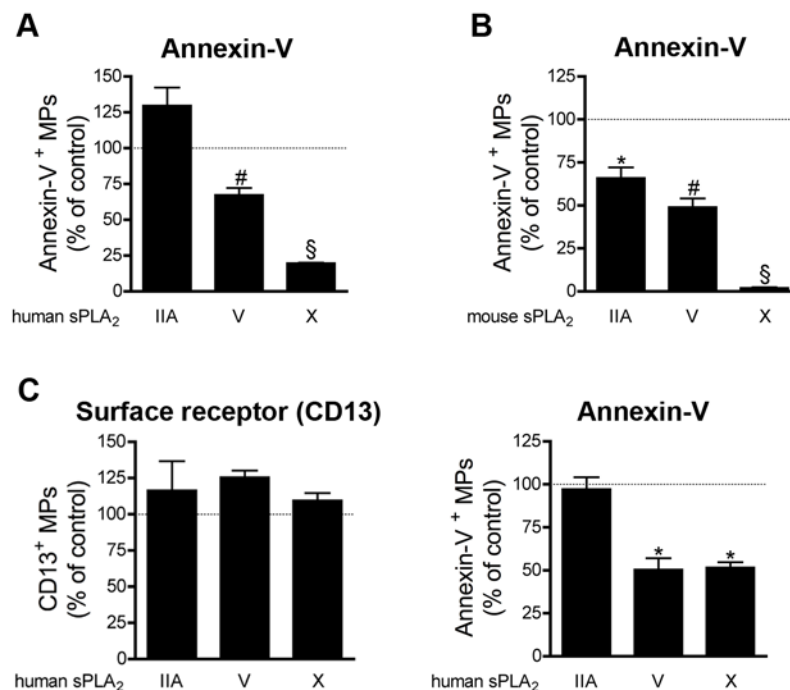 A
Annexin-V
Annexin-V + MPs
(% of control)
150
125
100
75
50
25
0
#
§
human sPLA2 IIA V X
B
Annexin-V
Annexin-V + MPs
(% of control)
125
100
75
50
25
0
*
#
§
mouse sPLA2 IIA V X
C
Surface receptor (CD13)
CD13+ MPs
(% of control)
150
125
100
75
50
25
0
human sPLA2 IIA V X
Annexin-V
Annexin-V + MPs
(% of control)
125
100
75
50
25
0
*
*
human sPLA2 IIA V X